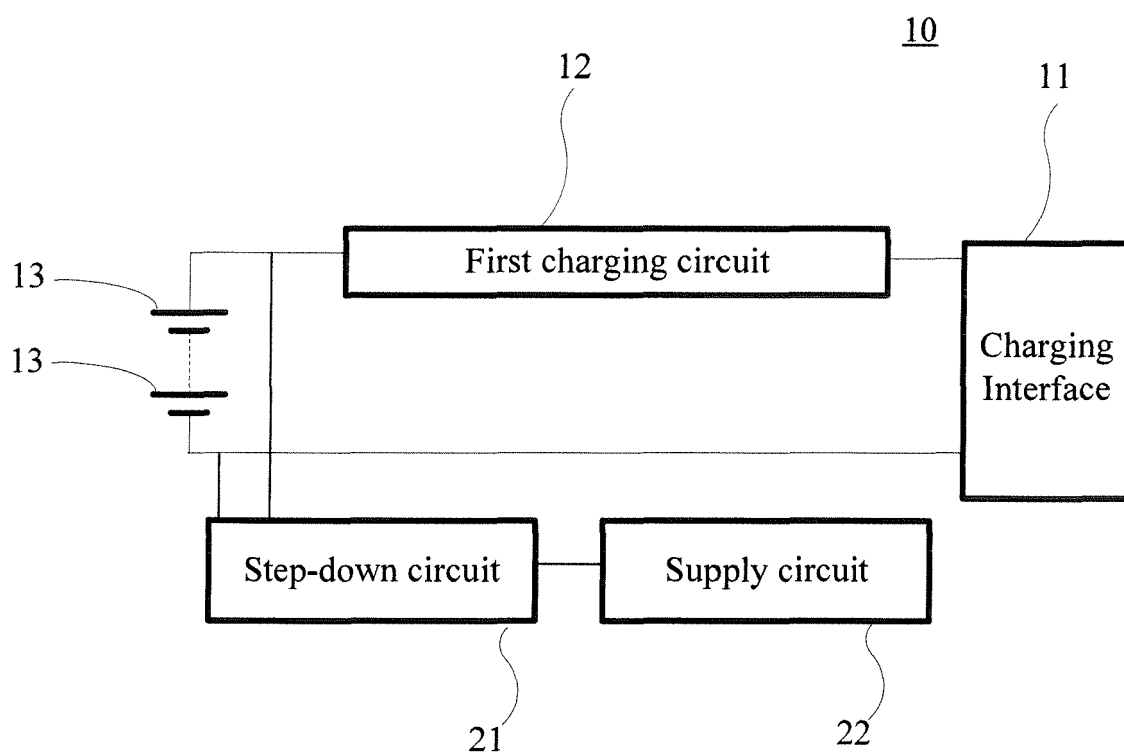 10
12
11
First charging circuit
13
13
Charging
Interface
Step-down circuit
Supply circuit
21
22